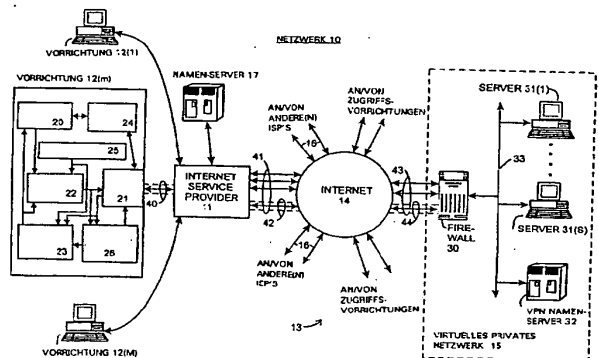 NETZWERK 10
VORRICHTUNG 12(1)
VORRICHTUNG 12(m)
20
24
25
22
21
23
26
40
NAMEN-SERVER 17
INTERNET
SERVICE
PROVIDER
11
VORRICHTUNG 12(M)
41
42
AN/VON
ANDERE(N)
ISP'S
16
AN/VON
ZUGRIFFS-
VORRICHTUNGEN
INTERNET
14
16
AN/VON
ANDERE(N)
ISP'S
AN/VON
ZUGRIFFS-
VORRICHTUNGEN
13
43
44
FIRE-
WALL
30
SERVER 31(1)
33
SERVER 31(S)
VPN NAMEN-
SERVER 32
VIRTUELLES PRIVATES
NETZWERK 15